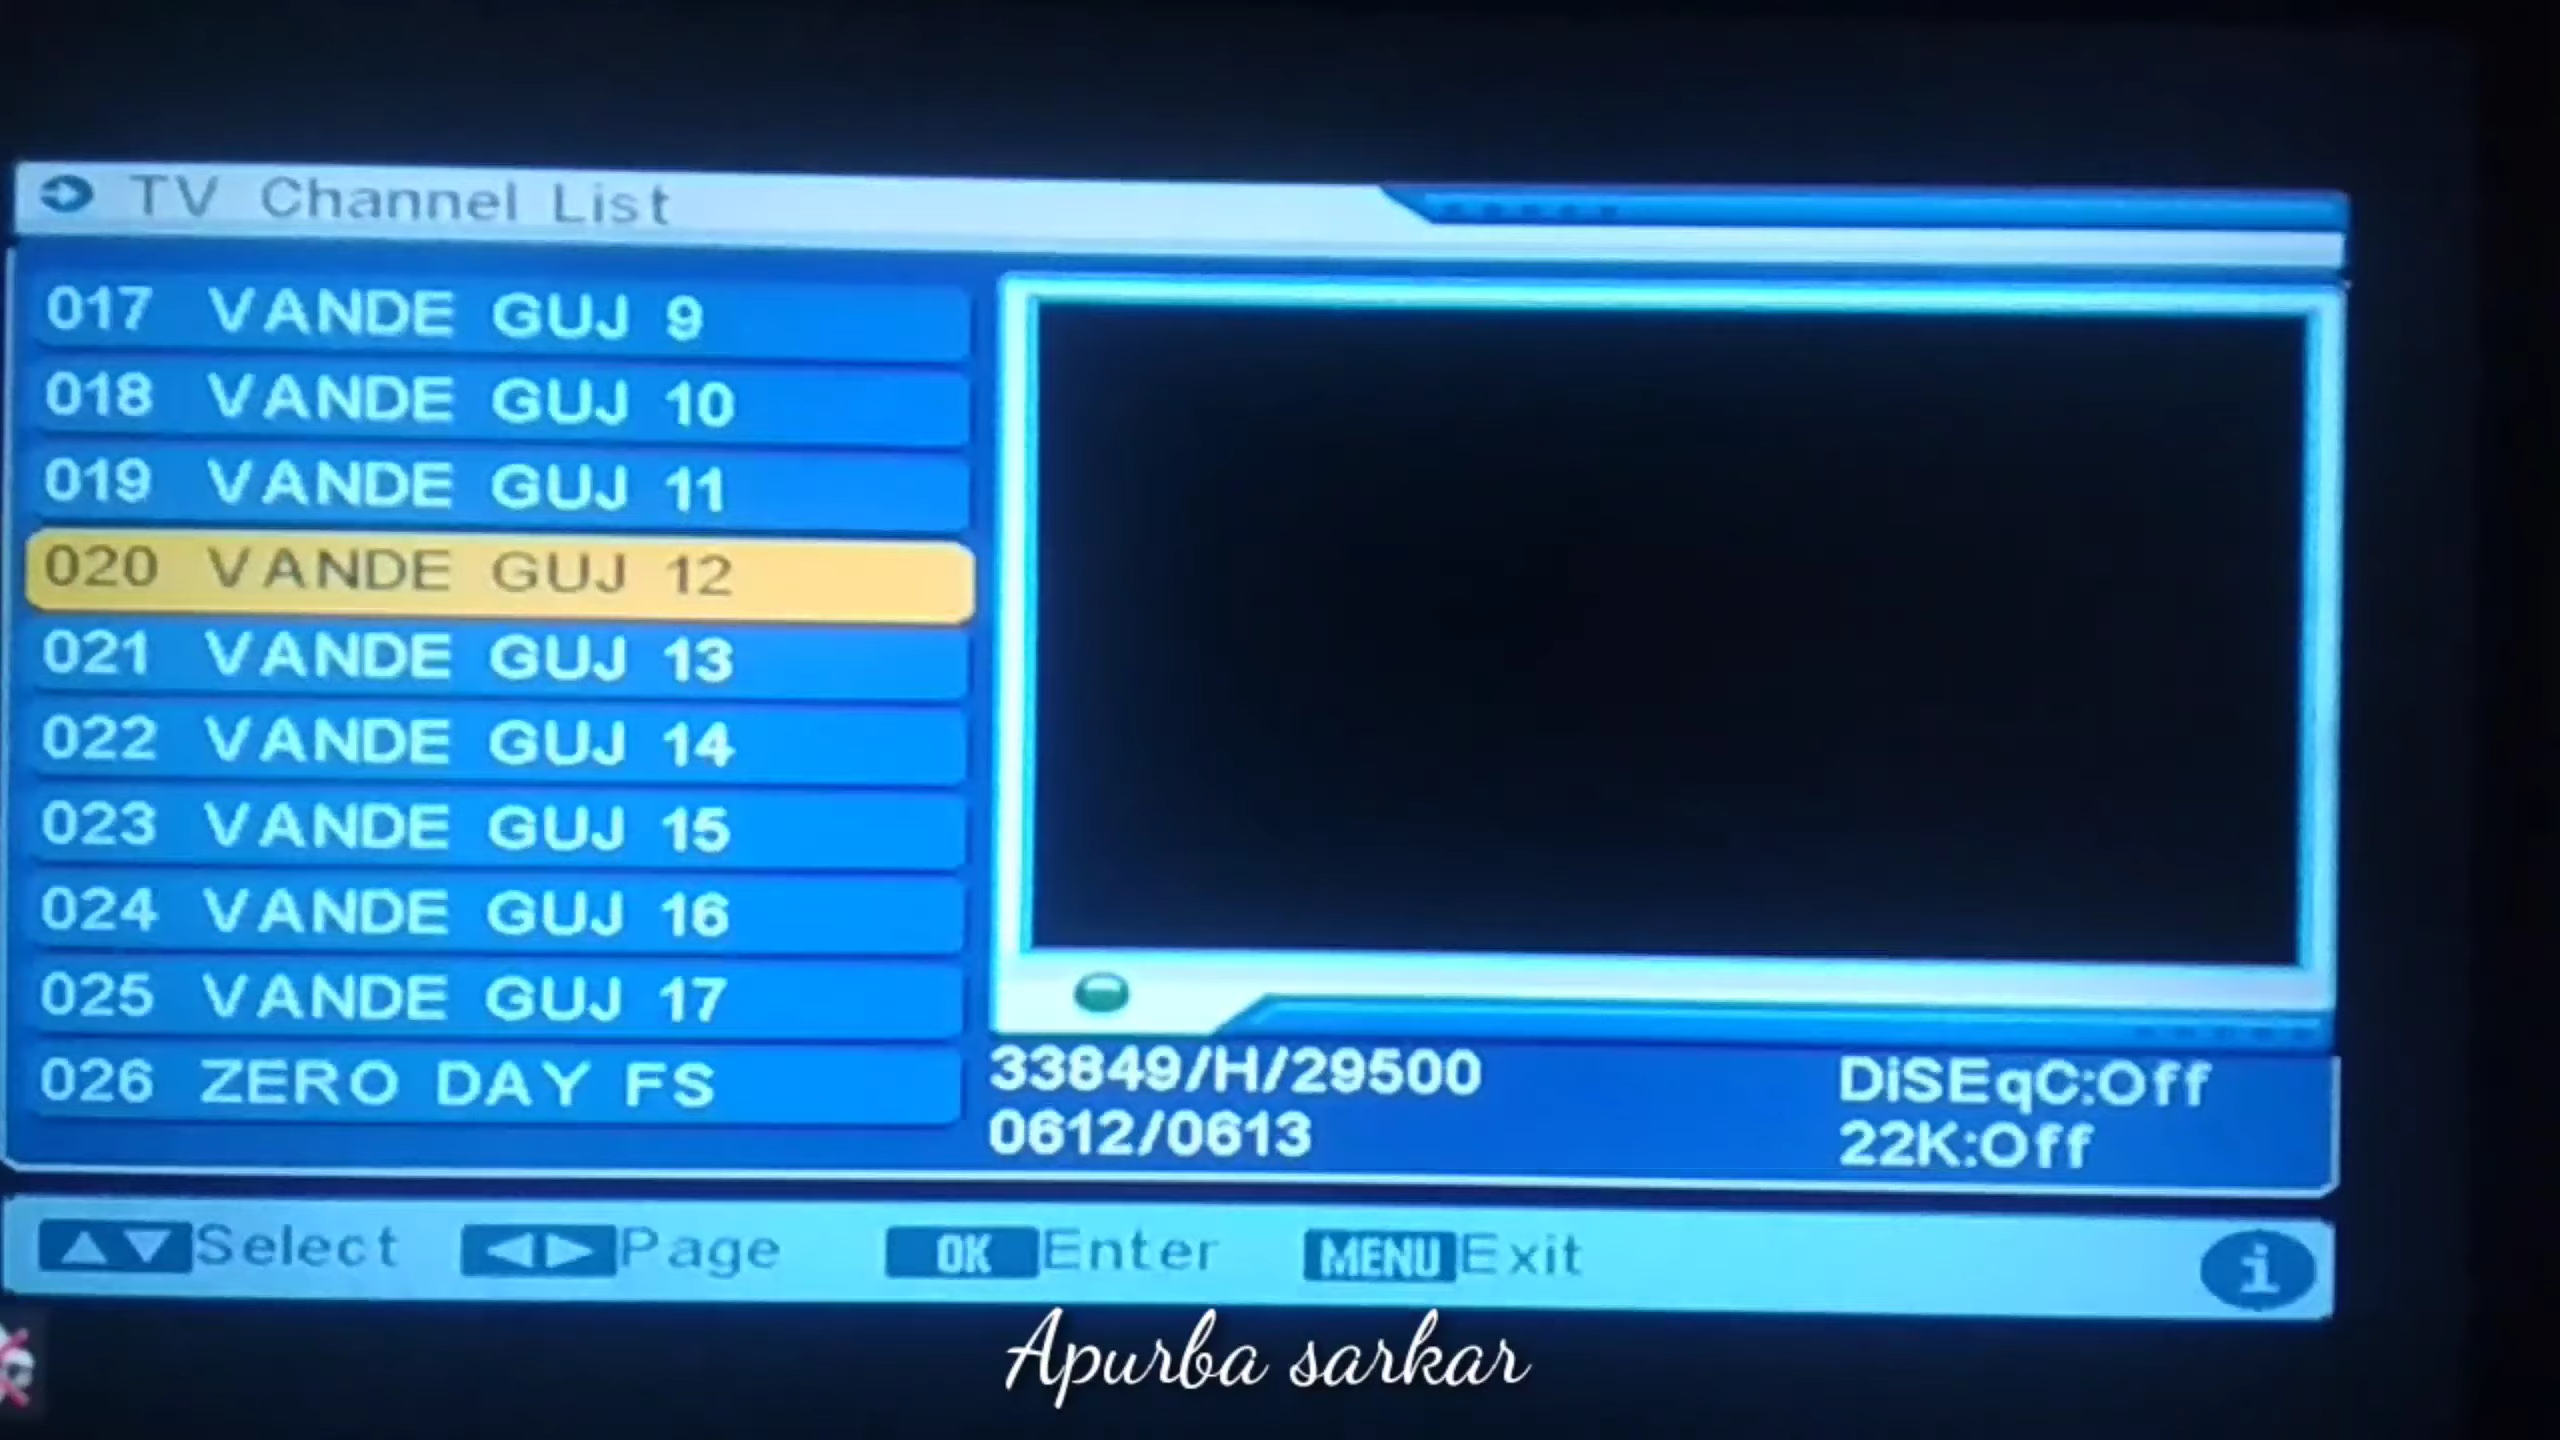 TV Channel List
017 VANDE GUJ 9
018 VANDE GUJ 10
019 VANDE GUJ 11
020 VANDE GUJ 12
021 VANDE GUJ 13
022 VANDE GUJ 14
023 VANDE GUJ 15
024 VANDE GUJ 16
025 VANDE GUJ 17
026 ZERO DAY FS
33849/H/29500
DiSEqC:Off
0612/0613
22K:Off
Select Page OK Enter MENU Exit i
Apurba sarkar